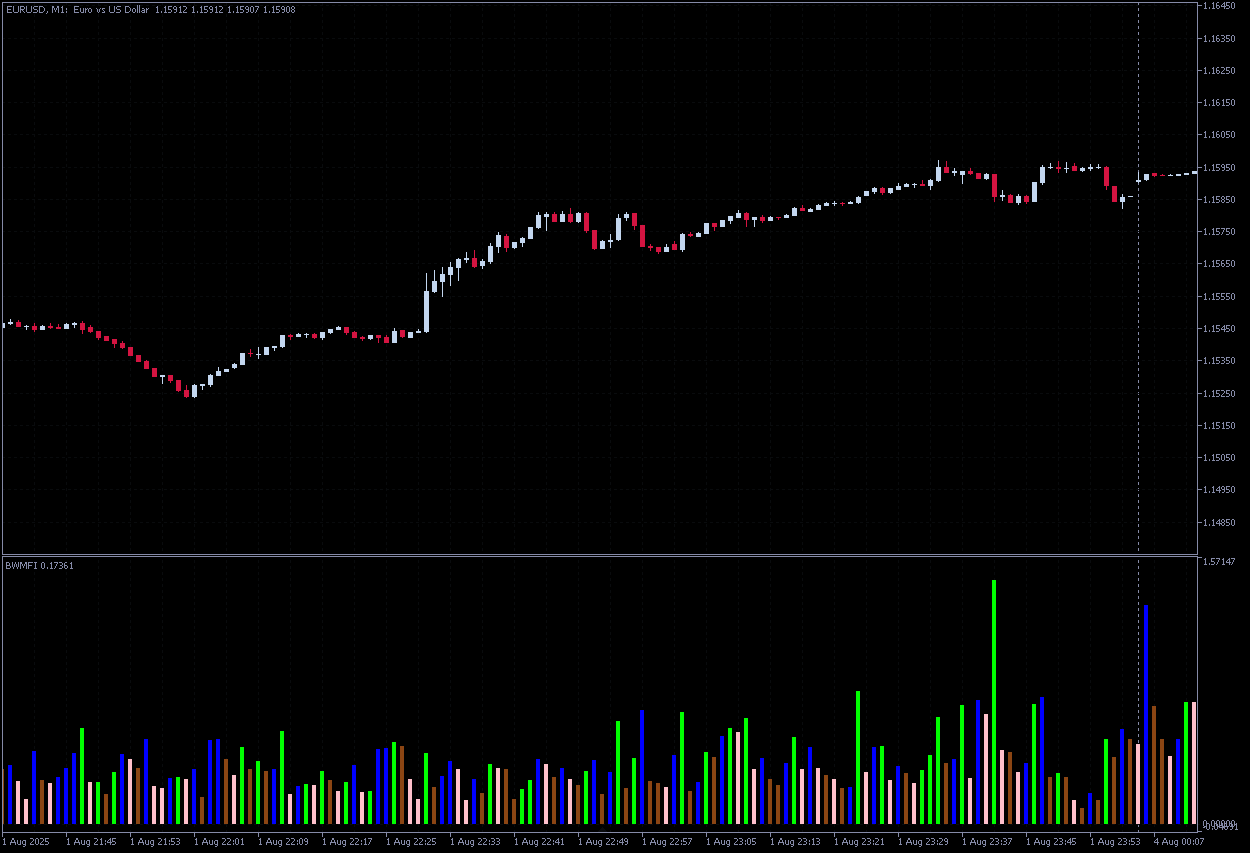 EURUSD, M1: Euro vs US Dollar 1.15912 1.15912 1.15907 1.15908
1.16450
1.16350
1.16250
1.16150
1.16050
1.15950
1.15850
1.15750
1.15650
1.15550
1.15450
1.15350
1.15250
1.15150
1.15050
1.14950
1.14850
BWMFI 0.17361
1.57147
0.00000
1 Aug 2025
1 Aug 21:45
1 Aug 21:53
1 Aug 22:01
1 Aug 22:09
1 Aug 22:17
1 Aug 22:25
1 Aug 22:33
1 Aug 22:41
1 Aug 22:49
1 Aug 22:57
1 Aug 23:05
1 Aug 23:13
1 Aug 23:21
1 Aug 23:29
1 Aug 23:37
1 Aug 23:45
1 Aug 23:53
4 Aug 00:07